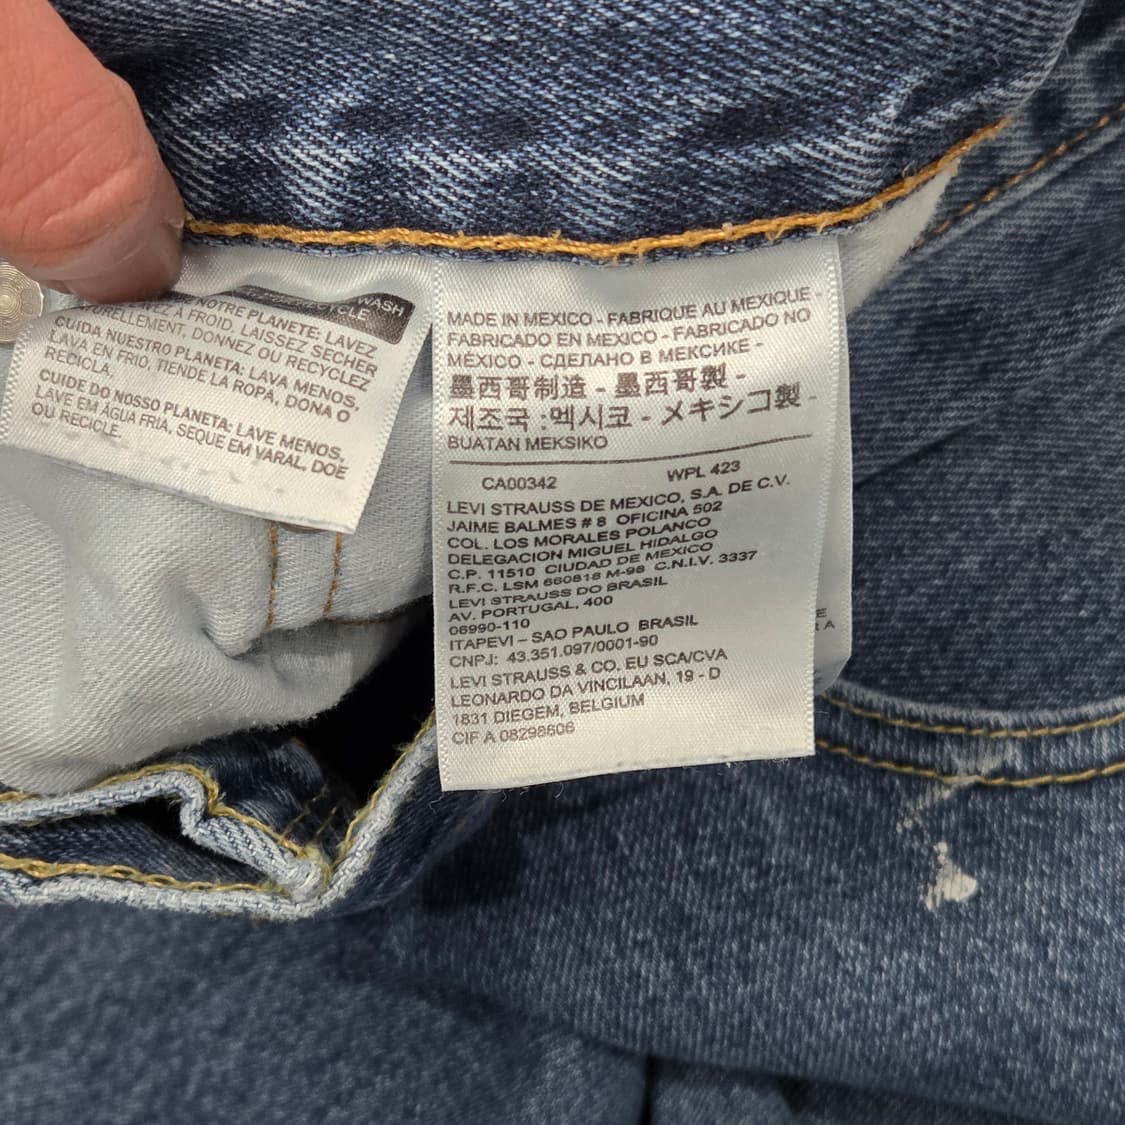 WASH
CYCLE
NOTRE PLANETE: LAVEZ
LAVEZ À FROID. LAISSEZ SÉCHER
NATURELLEMENT, DONNEZ OU RECYCLEZ
CUIDA NUESTRO PLANETA: LAVA MENOS,
LAVA EN FRIO, TIENDE LA ROPA, DONA O
RECICLA.
CUIDE DO NOSSO PLANETA: LAVE MENOS,
LAVE EM ÁGUA FRIA, SEQUE EM VARAL, DOE
OU RECICLE.
MADE IN MEXICO - FABRIQUE AU MEXIQUE -
FABRICADO EN MEXICO - FABRICADO NO
MÉXICO - СДЕЛАНО В МЕКСИКЕ -
墨西哥制造 - 墨西哥製 -
제조국 :멕시코 - メキシコ製 -
BUATAN MEKSIKO
CA00342 WPL 423
LEVI STRAUSS DE MEXICO, S.A. DE C.V.
JAIME BALMES # 8 OFICINA 502
COL. LOS MORALES POLANCO
DELEGACION MIGUEL HIDALGO
C.P. 11510 CIUDAD DE MEXICO
R.F.C. LSM 660818 M-98 C.N.I.V. 3337
LEVI STRAUSS DO BRASIL
AV. PORTUGAL, 400
06990-110
ITAPEVI – SAO PAULO BRASIL
CNPJ: 43.351.097/0001-90
LEVI STRAUSS & CO. EU SCA/CVA
LEONARDO DA VINCILAAN, 19 - D
1831 DIEGEM, BELGIUM
CIF A 08298606